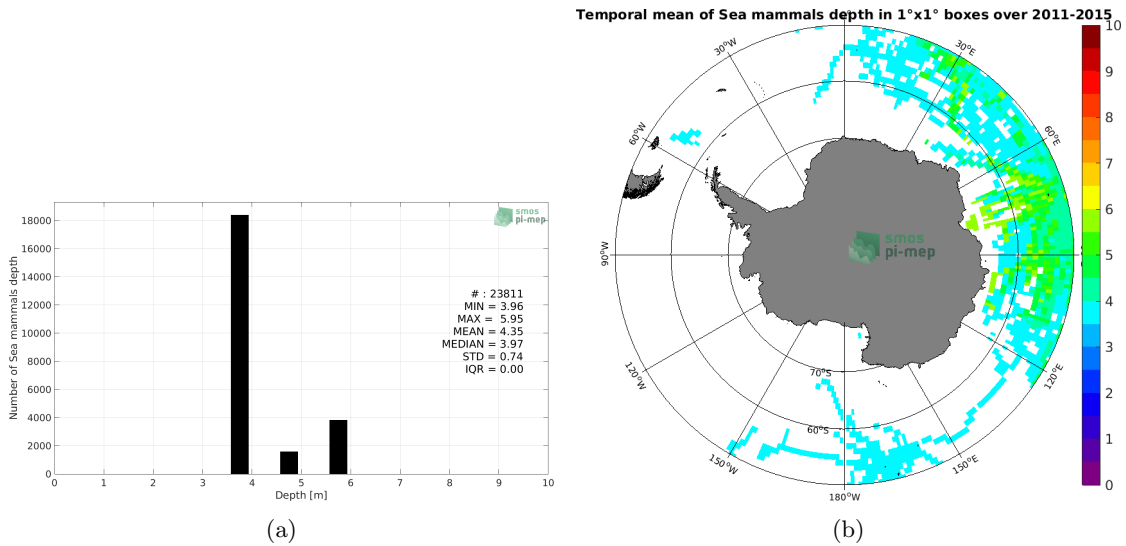 Temporal mean of Sea mammals depth in 1°x1° boxes over 2011-2015
Number of Sea mammals depth
18000
16000
14000
12000
10000
8000
6000
4000
2000
0
smos
pi-mep
# : 23811
MIN = 3.96
MAX = 5.95
MEAN = 4.35
MEDIAN = 3.97
STD = 0.74
IQR = 0.00
0 1 2 3 4 5 6 7 8 9 10
Depth [m]
(a)
0°
30°W
30°E
60°W
60°E
90°W
120°W
120°E
150°W
150°E
180°W
70°S
60°S
smos
pi-mep
10
9
8
7
6
5
4
3
2
1
0
(b)